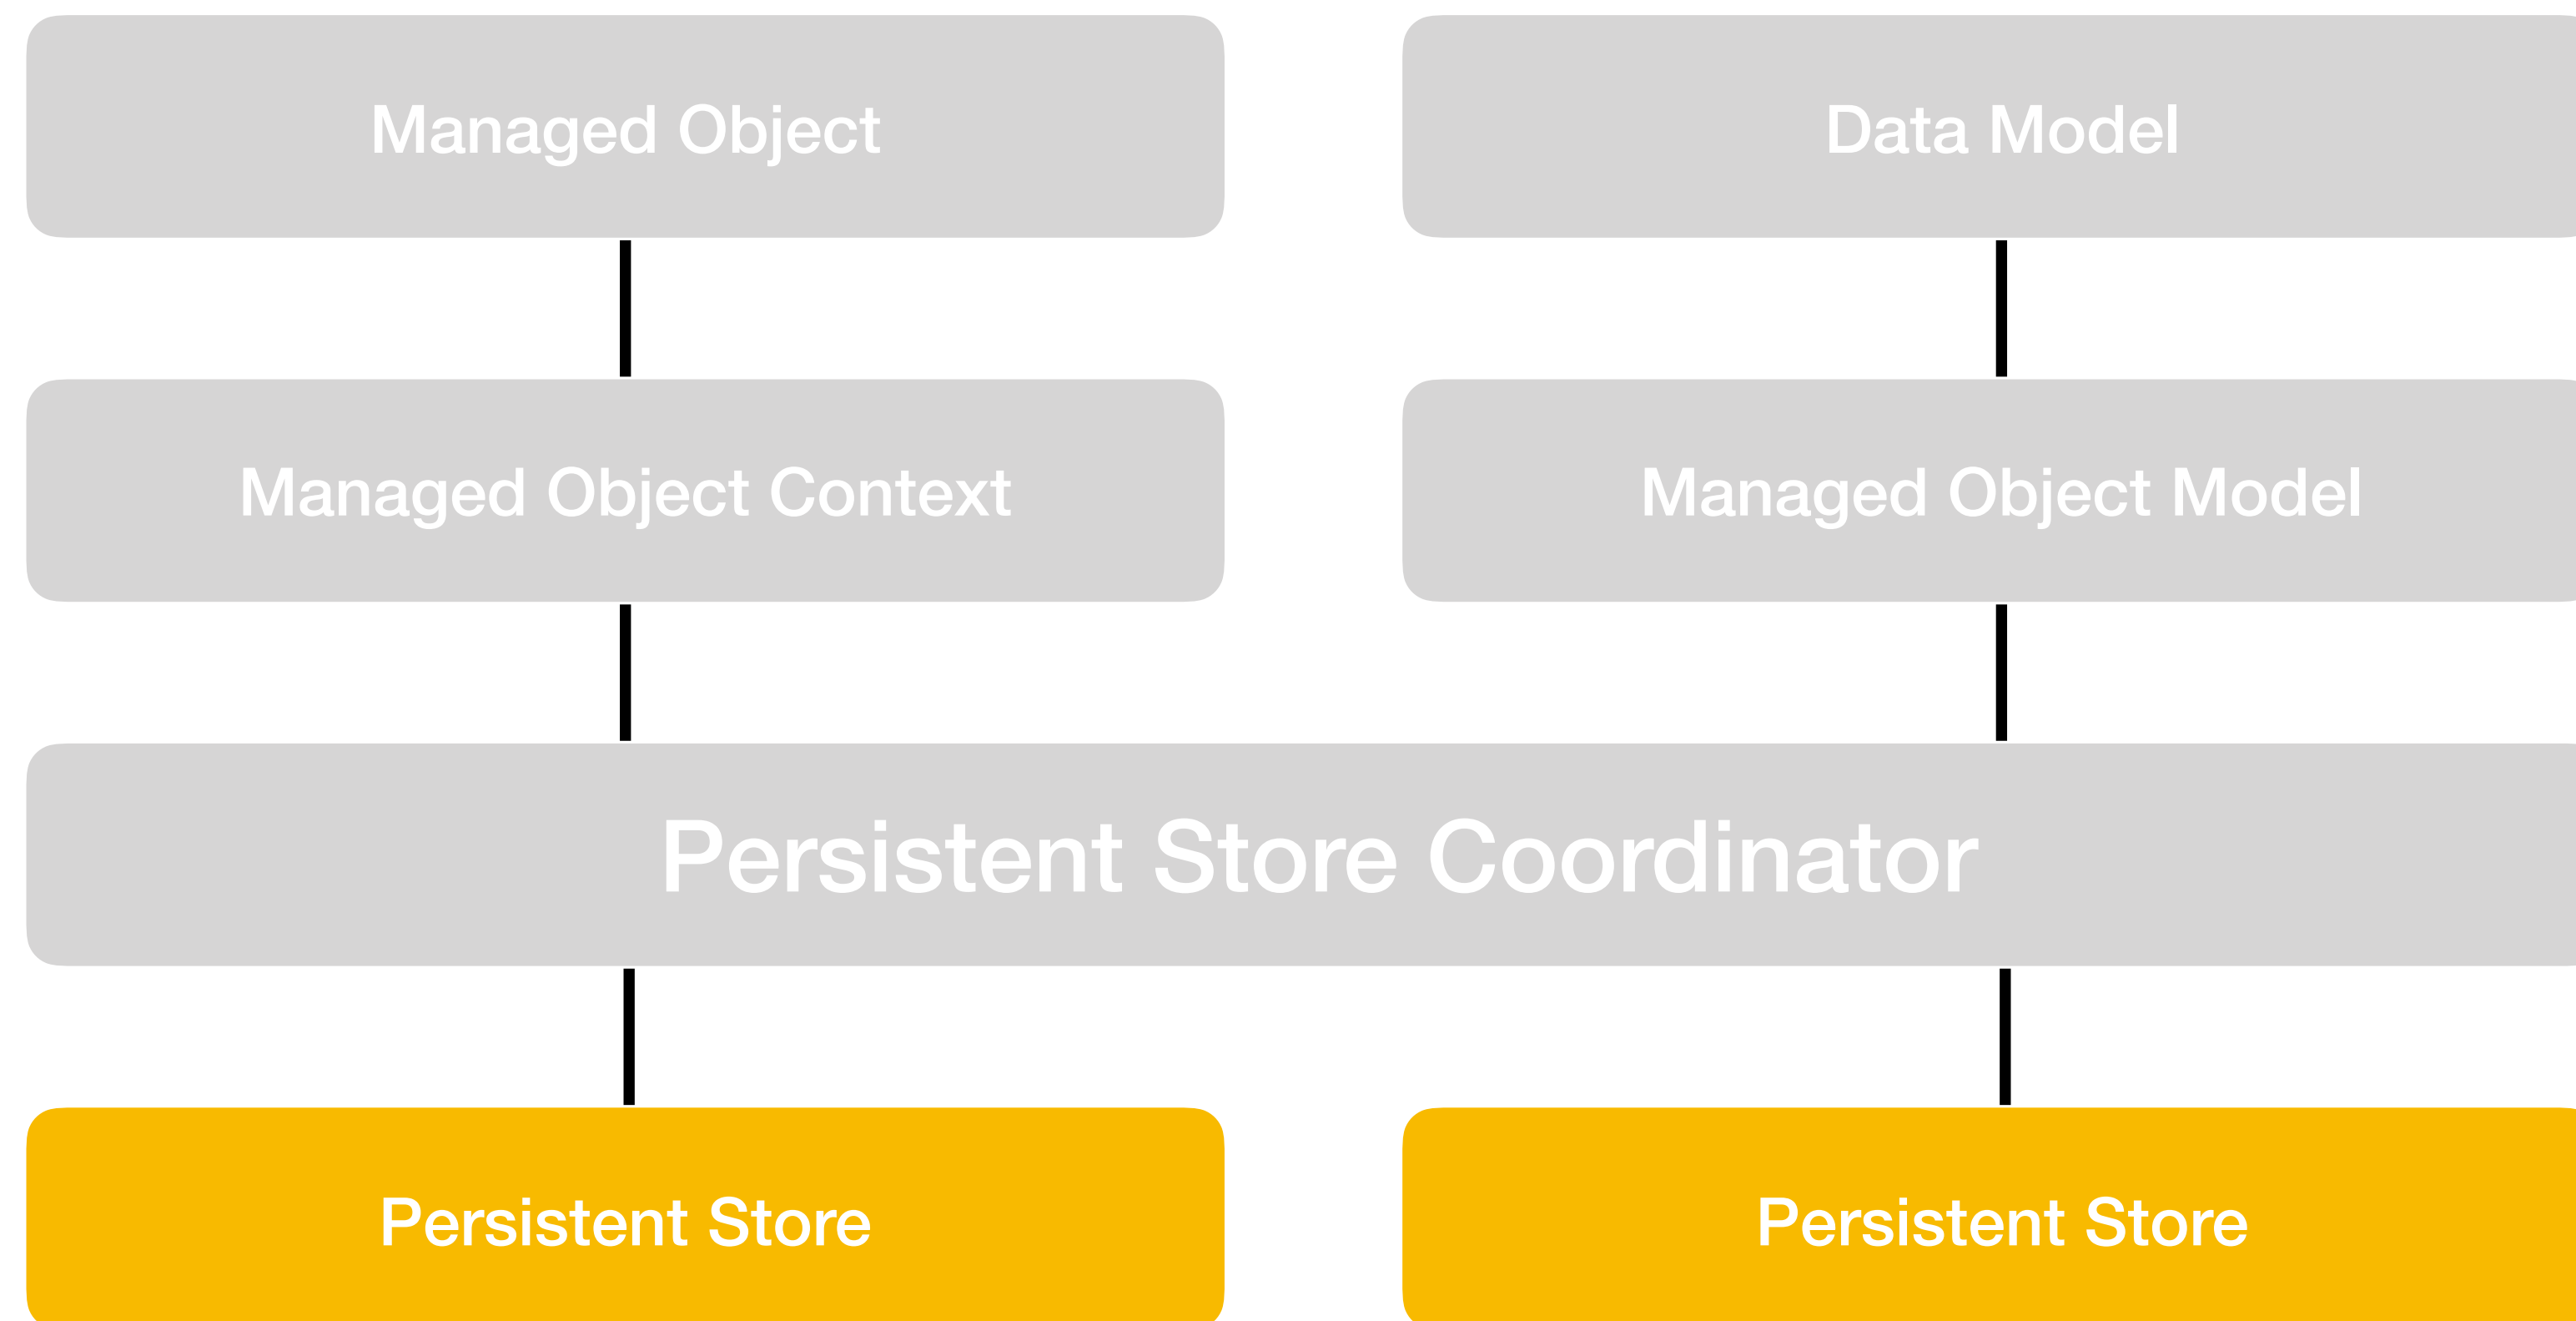 Managed Object
Data Model
Managed Object Context
Managed Object Model
Persistent Store Coordinator
Persistent Store
Persistent Store